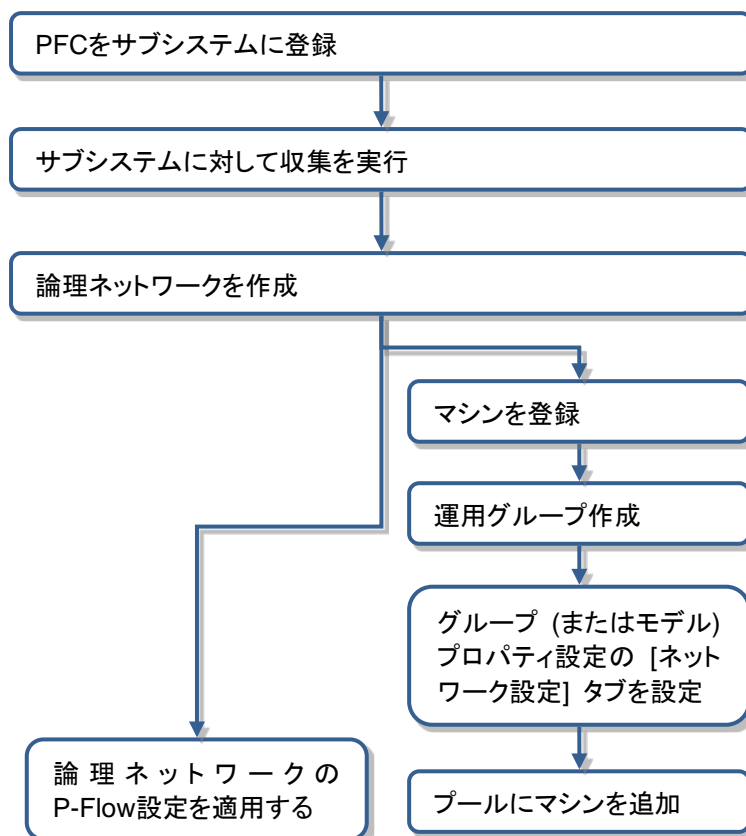 PFCをサブシステムに登録
サブシステムに対して収集を実行
論理ネットワークを作成
マシンを登録
運用グループ作成
グループ (またはモデル)
プロパティ設定の [ネット
ワーク設定] タブを設定
論理ネットワークの
P-Flow設定を適用する
プールにマシンを追加